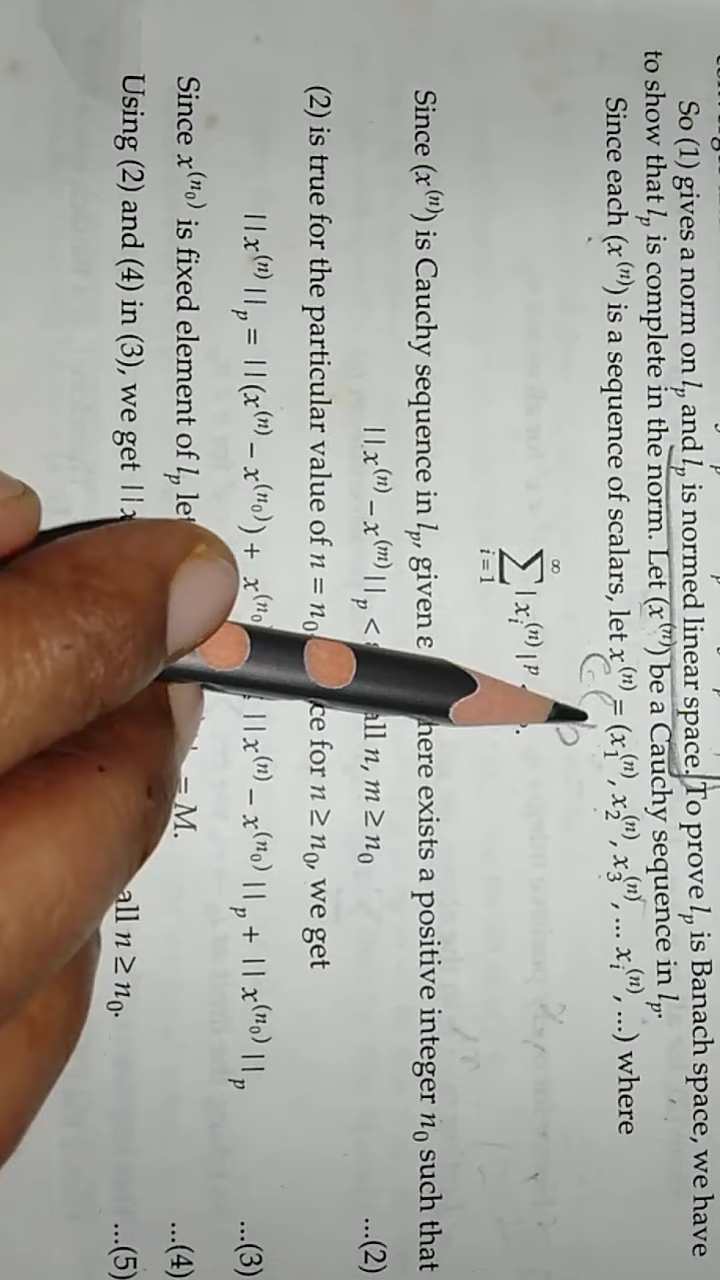 So (1) gives a norm on l_p and l_p is normed linear space. To prove l_p is Banach space, we have
to show that l_p is complete in the norm. Let (x^(n)) be a Cauchy sequence in l_p.
Since each (x^(n)) is a sequence of scalars, let x^(n) = (x_1^(n), x_2^(n), x_3^(n), ... x_i^(n), ...) where
∑_{i=1}^{∞} |x_i^(n)|^p
Since (x^(n)) is Cauchy sequence in l_p, given ε there exists a positive integer n_0 such that
||x^(n) – x^(m)||_p < all n, m ≥ n_0 ...(2)
(2) is true for the particular value of n = n_0 for n ≥ n_0, we get
||x^(n)||_p = ||(x^(n) – x^(n_0)) + x^(n_0) ||x^(n) – x^(n_0)||_p + ||x^(n_0)||_p ...(3)
Since x^(n_0) is fixed element of l_p let = M. ...(4)
Using (2) and (4) in (3), we get ||x all n ≥ n_0. ...(5)